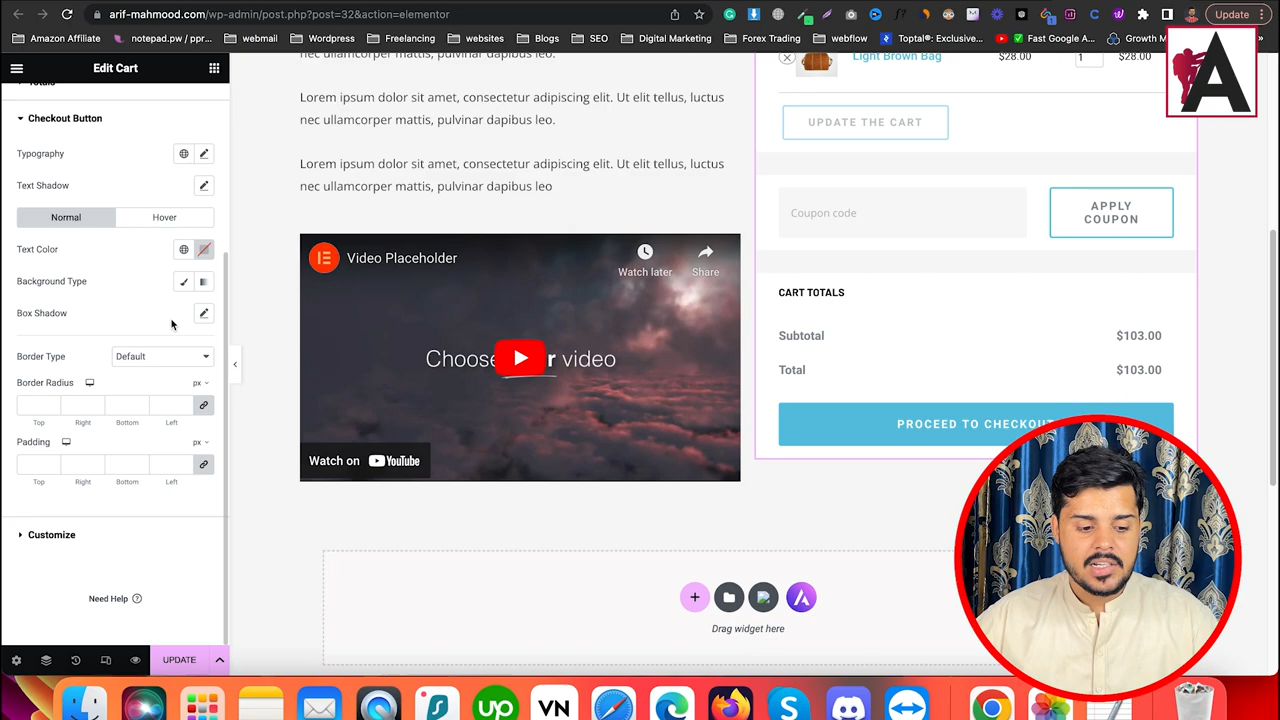 arif-mahmood.com/wp-admin/post.php?post=32&action=elementor
Update
Amazon Affiliate
notepad.pw / ppr...
webmail
Wordpress
Freelancing
websites
Blogs
SEO
Digital Marketing
Forex Trading
webflow
Toptal®: Exclusive...
Fast Google A...
Growth M
A
Edit Cart
Checkout Button
Typography
Text Shadow
Normal
Hover
Text Color
Background Type
Box Shadow
Border Type
Default
Border Radius
px
Top
Right
Bottom
Left
Padding
px
Top
Right
Bottom
Left
Customize
Need Help
UPDATE
Lorem ipsum dolor sit amet, consectetur adipiscing elit. Ut elit tellus, luctus
nec ullamcorper mattis, pulvinar dapibus leo.
Lorem ipsum dolor sit amet, consectetur adipiscing elit. Ut elit tellus, luctus
nec ullamcorper mattis, pulvinar dapibus leo
Video Placeholder
Watch later
Share
video
Watch on YouTube
Light Brown Bag
$28.00
1
$28.00
UPDATE THE CART
Coupon code
APPLY
COUPON
CART TOTALS
Subtotal
$103.00
Total
$103.00
PROCEED TO CHECKOUT
Drag widget here
up
VN